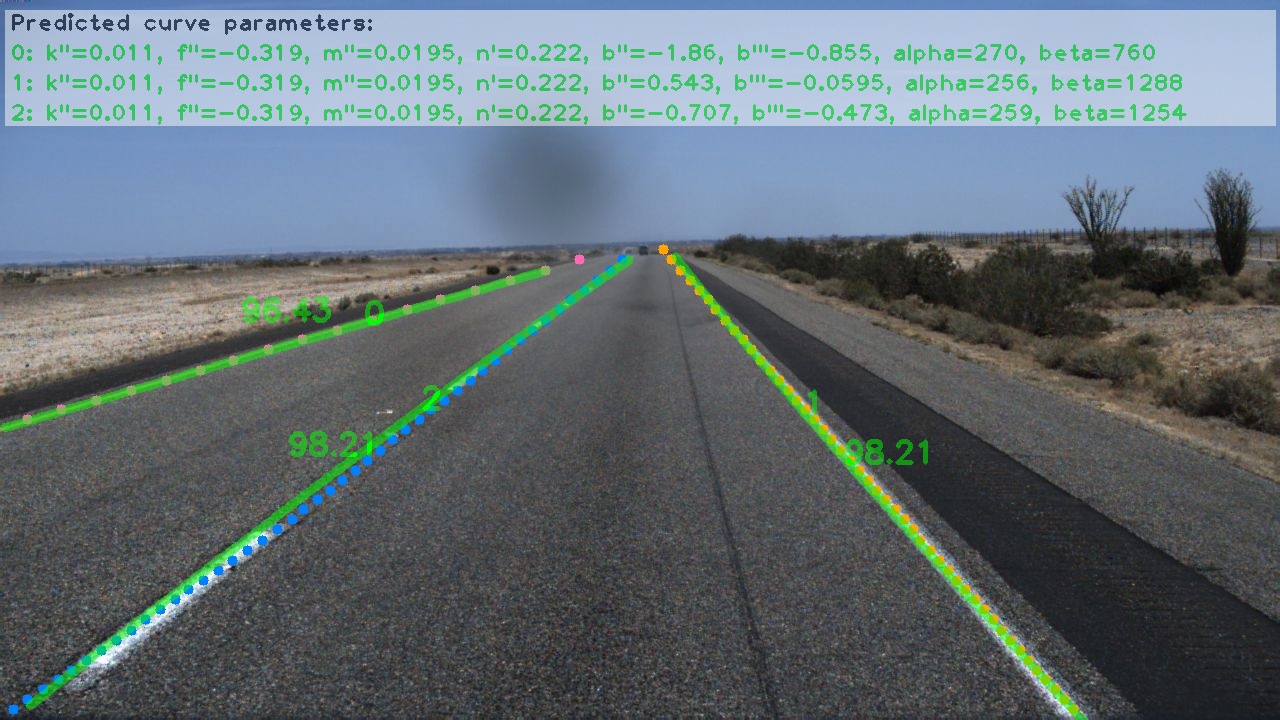 Predicted curve parameters:
0: k''=0.011, f''=-0.319, m''=0.0195, n'=0.222, b''=-1.86, b'''=-0.855, alpha=270, beta=760
1: k''=0.011, f''=-0.319, m''=0.0195, n'=0.222, b''=0.543, b'''=-0.0595, alpha=256, beta=1288
2: k''=0.011, f''=-0.319, m''=0.0195, n'=0.222, b''=-0.707, b'''=-0.473, alpha=259, beta=1254
96.43 0
2 1
98.21 98.21